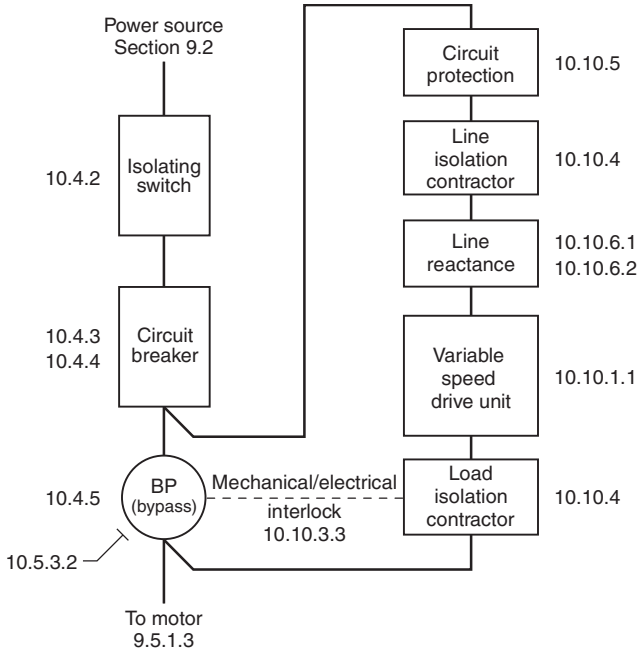 Power source
Section 9.2
10.4.2
Isolating
switch
10.4.3
10.4.4
Circuit
breaker
10.4.5
BP
(bypass)
10.5.3.2
To motor
9.5.1.3
Mechanical/electrical
interlock
10.10.3.3
Circuit
protection
10.10.5
Line
isolation
contractor
10.10.4
Line
reactance
10.10.6.1
10.10.6.2
Variable
speed
drive unit
10.10.1.1
Load
isolation
contractor
10.10.4